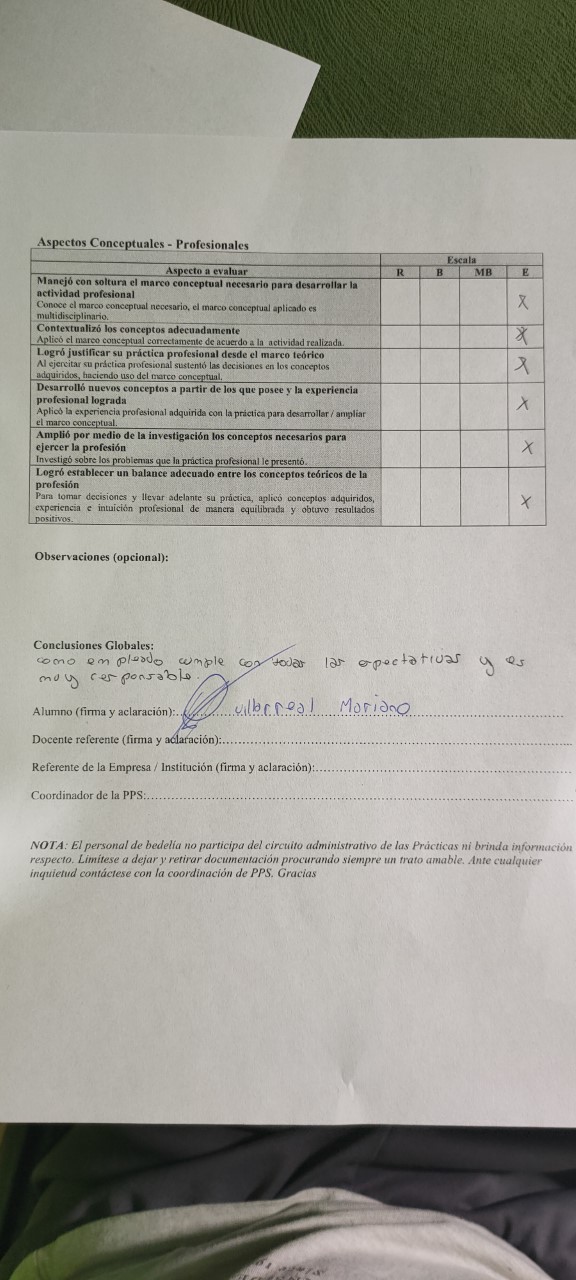 Aspectos Conceptuales - Profesionales
Escala
Aspecto a evaluar R B MB E
Manejó con soltura el marco conceptual necesario para desarrollar la
actividad profesional
Conoce el marco conceptual necesario, el marco conceptual aplicado es
multidisciplinario.
X
Contextualizó los conceptos adecuadamente
Aplicó el marco conceptual correctamente de acuerdo a la actividad realizada.
X
Logró justificar su práctica profesional desde el marco teórico
Al ejercitar su práctica profesional sustentó las decisiones en los conceptos
adquiridos, haciendo uso del marco conceptual.
X
Desarrolló nuevos conceptos a partir de los que posee y la experiencia
profesional lograda
Aplicó la experiencia profesional adquirida con la práctica para desarrollar / ampliar
el marco conceptual.
X
Amplió por medio de la investigación los conceptos necesarios para
ejercer la profesión
Investigó sobre los problemas que la práctica profesional le presentó.
X
Logró establecer un balance adecuado entre los conceptos teóricos de la
profesión
Para tomar decisiones y llevar adelante su práctica, aplicó conceptos adquiridos,
experiencia e intuición profesional de manera equilibrada y obtuvo resultados
positivos.
X
Observaciones (opcional):
Conclusiones Globales:
como empleado cumple con todas las expectativas y es
muy responsable.
Alumno (firma y aclaración): Villarreal Mariano
Docente referente (firma y aclaración):
Referente de la Empresa / Institución (firma y aclaración):
Coordinador de la PPS:
NOTA: El personal de bedelía no participa del circuito administrativo de las Prácticas ni brinda información
respecto. Limítese a dejar y retirar documentación procurando siempre un trato amable. Ante cualquier
inquietud contáctese con la coordinación de PPS. Gracias